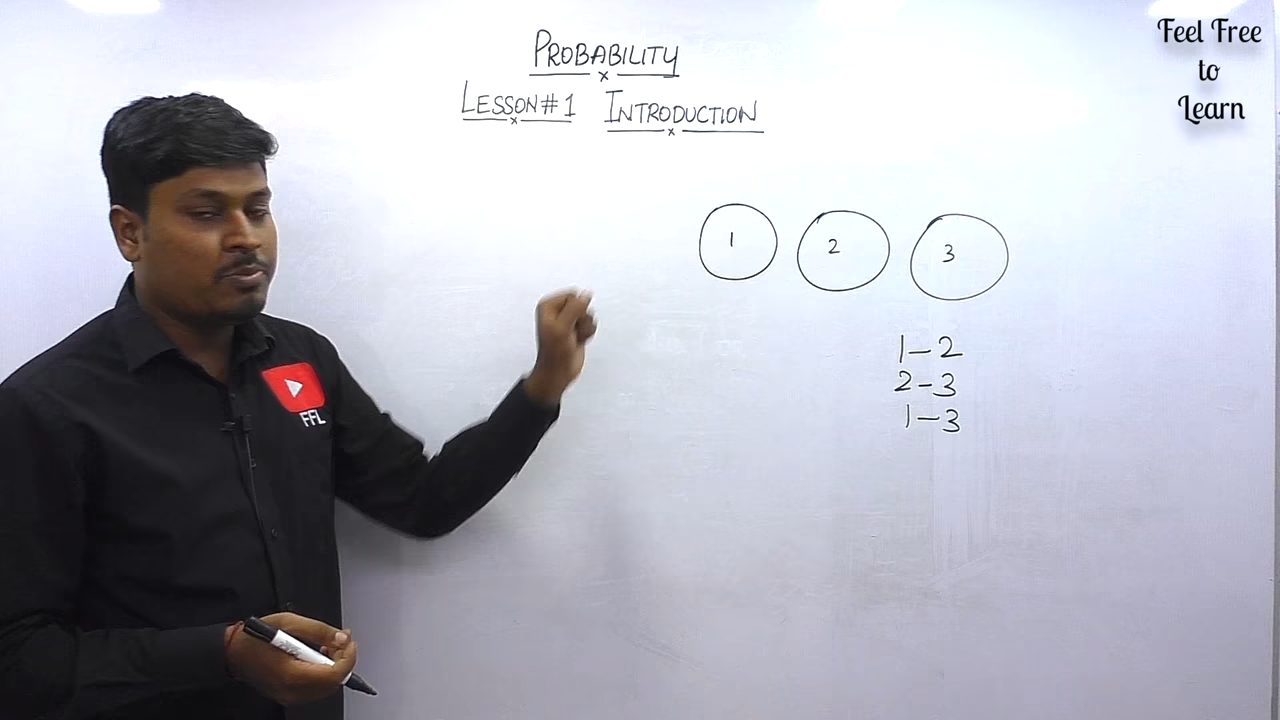 Feel Free
to
Learn
PROBABILITY
LESSON#1 INTRODUCTION
1 2 3
1-2
2-3
1-3
FFL